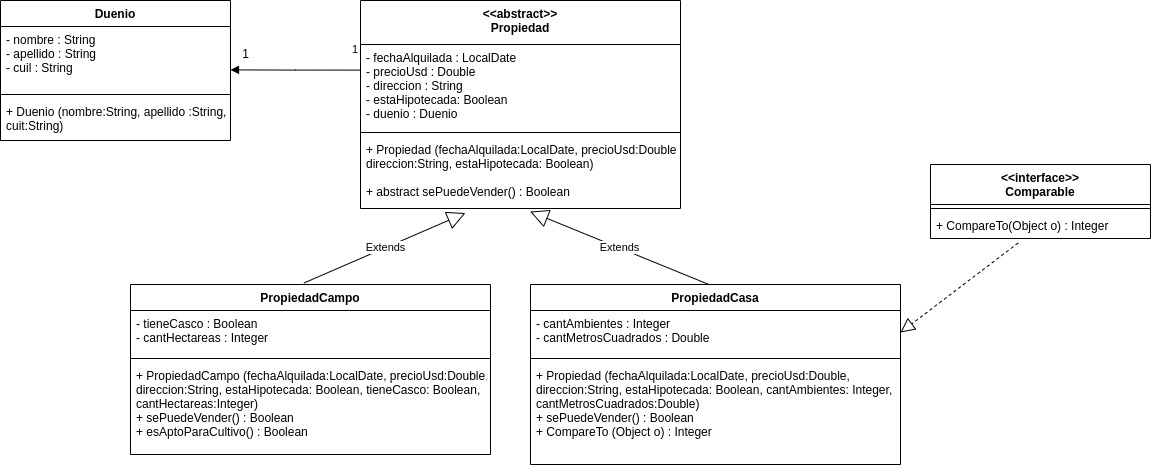 Duenio
- nombre : String
- apellido : String
- cuil : String
+ Duenio (nombre:String, apellido :String,
cuit:String)
1
1
<<abstract>>
Propiedad
- fechaAlquilada : LocalDate
- precioUsd : Double
- direccion : String
- estaHipotecada: Boolean
- duenio : Duenio
+ Propiedad (fechaAlquilada:LocalDate, precioUsd:Double
direccion:String, estaHipotecada: Boolean)
+ abstract sePuedeVender() : Boolean
<<interface>>
Comparable
+ CompareTo(Object o) : Integer
Extends
Extends
PropiedadCampo
- tieneCasco : Boolean
- cantHectareas : Integer
+ PropiedadCampo (fechaAlquilada:LocalDate, precioUsd:Double,
direccion:String, estaHipotecada: Boolean, tieneCasco: Boolean,
cantHectareas:Integer)
+ sePuedeVender() : Boolean
+ esAptoParaCultivo() : Boolean
PropiedadCasa
- cantAmbientes : Integer
- cantMetrosCuadrados : Double
+ Propiedad (fechaAlquilada:LocalDate, precioUsd:Double,
direccion:String, estaHipotecada: Boolean, cantAmbientes: Integer,
cantMetrosCuadrados:Double)
+ sePuedeVender() : Boolean
+ CompareTo (Object o) : Integer